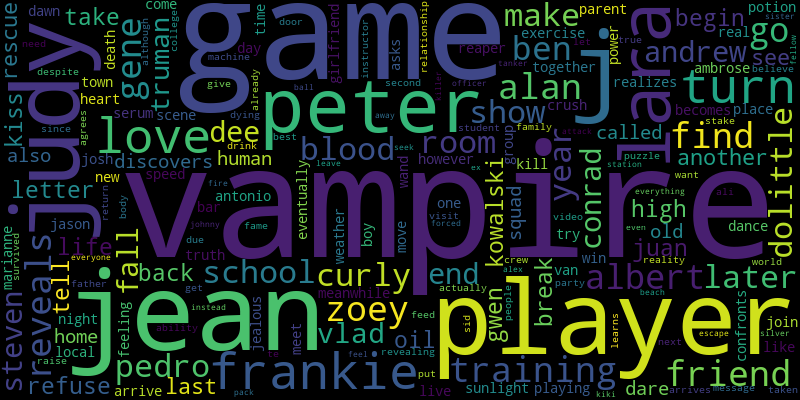 dawn
come
time
door
although
college
girlfriend
instructor
relationship
make
exercise
parent
potion
sister
rescue
take
gene
truman
game
reaper
asks
day
machine
ben
together
power
real
begin
go
true
let
fellow
need
despite
judy
death
town
heart
give
already
peter
second
officer
tanker
alan
crush
realizes
j
lara
andrew
ambrose
see
believe
turn
kiss
since
agrees
love
serum
scene
dying
ball
best
away
killer
show
squad
group
family
called
becomes
place
stake
attack
find
also
josh
discovers
dee
drink
human
blood
student
room
however
kill
year
conrad
puzzle
station
another
dolittle
letter
new
speed
antonio
leave
wand
seek
ex
want
everything
ali
high
reveals
jason
body
return
fire
bar
johnny
due
fame
truth
vampire
eventually
weather
boy
move
one
visit
forced
video
try
win
old
even
dance
juan
marianne
survived
steven
life
tell
fall
father
everyone
back
school
curly
meanwhile
end
actually
gwen
kowalski
crew
people
alex
break
van
party
reality
world
albert
later
confronts
night
home
local
raise
feeling
get
instead
ability
jean
zoey
jealous
meet
vlad
oil
feed
revealing
sid
player
learns
beach
next
escape
silver
join
like
refuse
arrive
last
pedro
pack
frankie
feel
put
live
training
sunlight
playing
kiki
dare
friend
arrives
message
taken